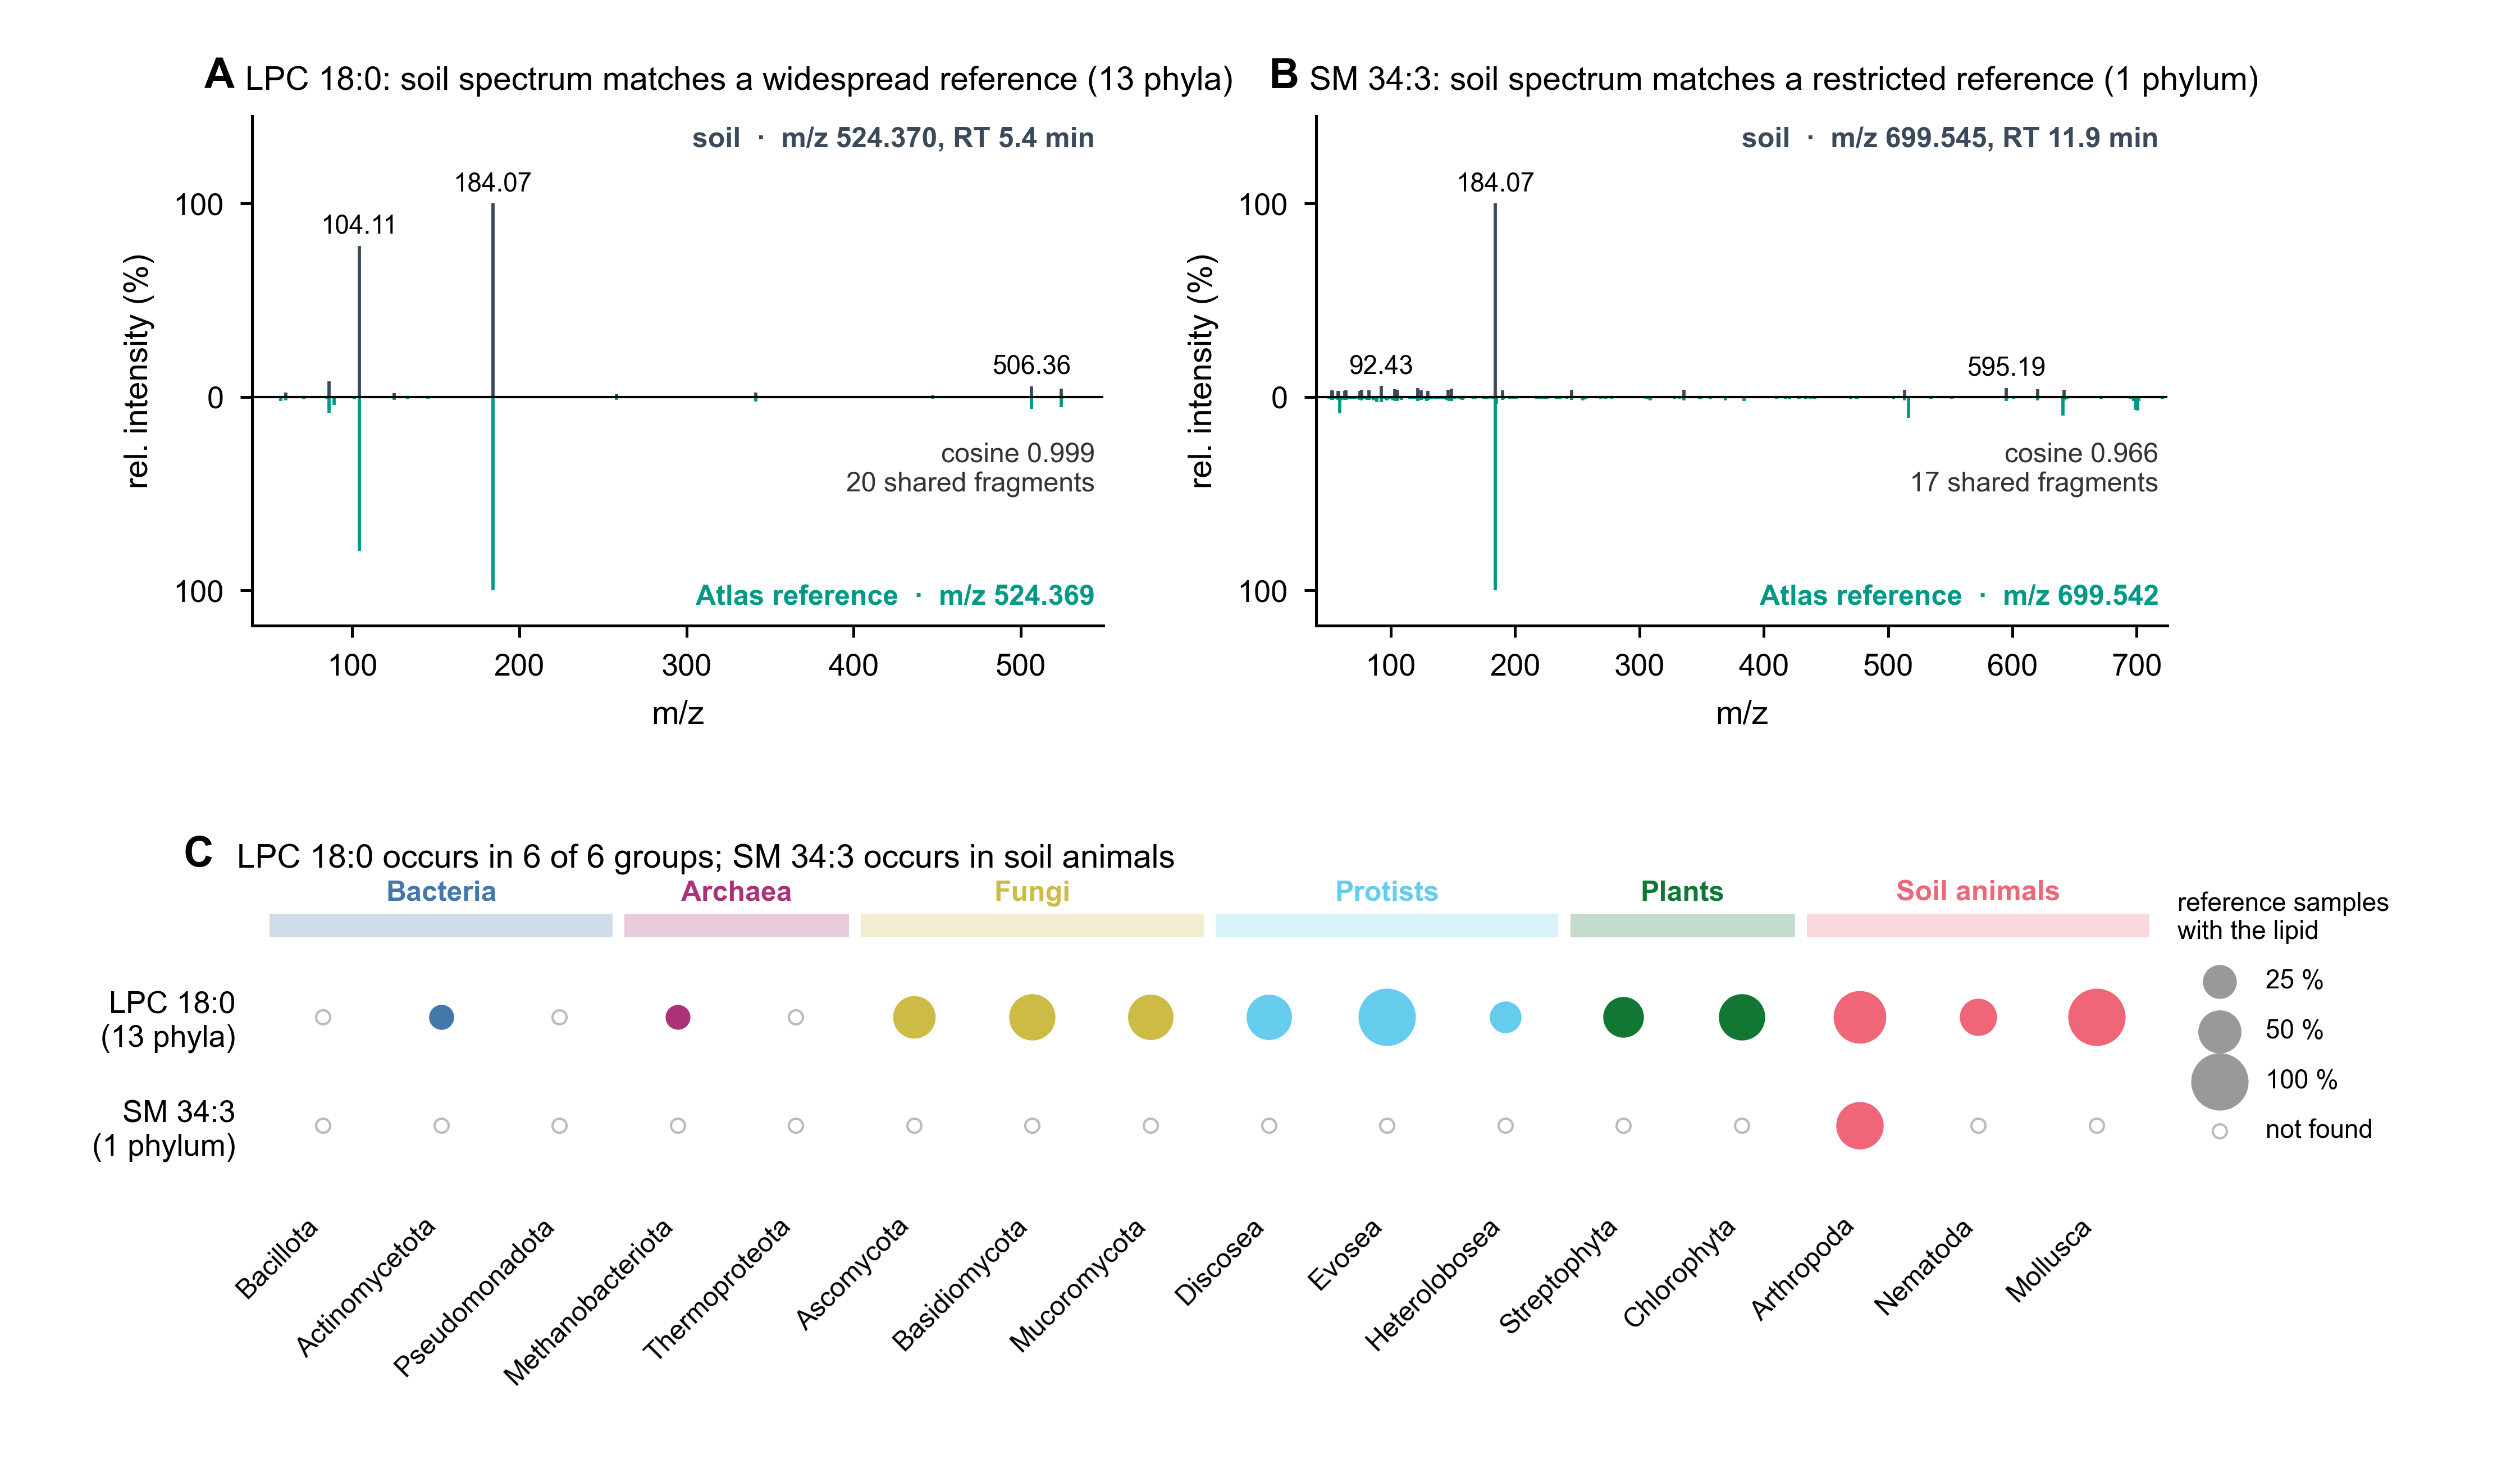 A LPC 18:0: soil spectrum matches a widespread reference (13 phyla)
soil · m/z 524.370, RT 5.4 min
184.07
104.11
506.36
100
0
100
rel. intensity (%)
cosine 0.999
20 shared fragments
Atlas reference · m/z 524.369
100 200 300 400 500
m/z
B SM 34:3: soil spectrum matches a restricted reference (1 phylum)
soil · m/z 699.545, RT 11.9 min
184.07
92.43
595.19
100
0
100
rel. intensity (%)
cosine 0.966
17 shared fragments
Atlas reference · m/z 699.542
100 200 300 400 500 600 700
m/z
C LPC 18:0 occurs in 6 of 6 groups; SM 34:3 occurs in soil animals
Bacteria Archaea Fungi Protists Plants Soil animals
reference samples
with the lipid
25 %
50 %
100 %
not found
LPC 18:0
(13 phyla)
SM 34:3
(1 phylum)
Bacillota
Actinomycetota
Pseudomonadota
Methanobacteriota
Thermoproteota
Ascomycota
Basidiomycota
Mucoromycota
Discosea
Evosea
Heterolobosea
Streptophyta
Chlorophyta
Arthropoda
Nematoda
Mollusca